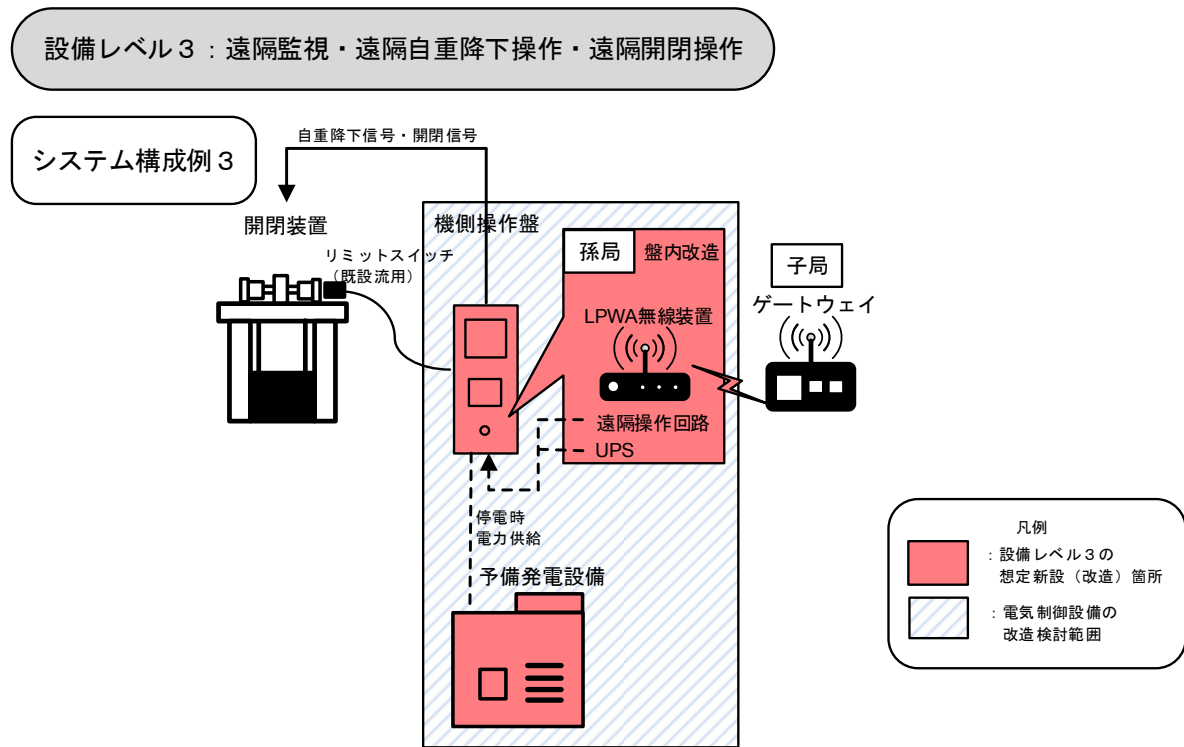 設備レベル３：遠隔監視・遠隔自重降下操作・遠隔開閉操作
システム構成例３
自重降下信号・開閉信号
開閉装置
リミットスイッチ
（既設流用）
機側操作盤
孫局
盤内改造
LPWA無線装置
遠隔操作回路
UPS
子局
ゲートウェイ
停電時
電力供給
予備発電設備
凡例
：設備レベル３の
想定新設（改造）箇所
：電気制御設備の
改造検討範囲